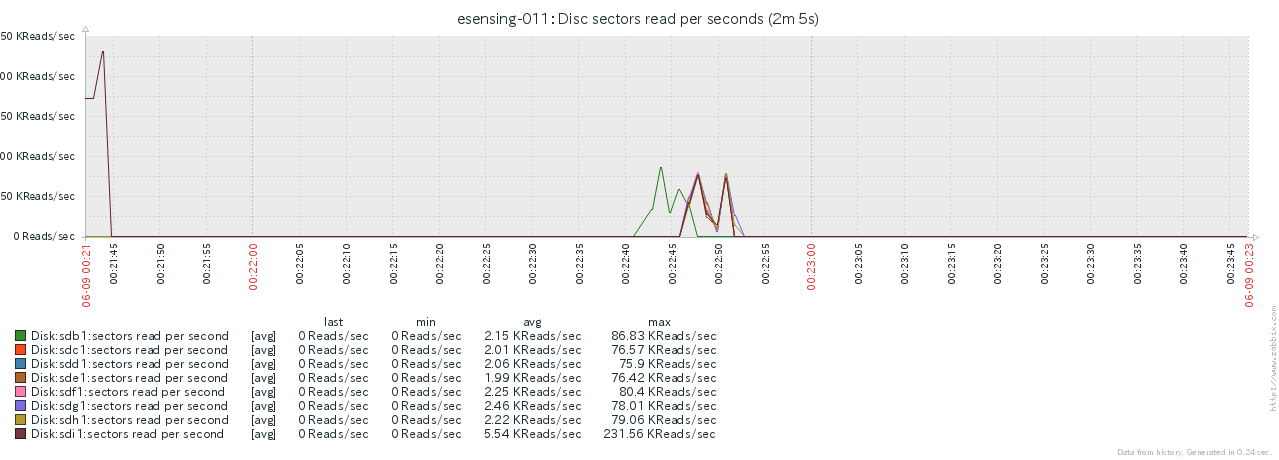 esensing-011: Disc sectors read per seconds (2m 5s)
50 KReads/sec
00 KReads/sec
50 KReads/sec
00 KReads/sec
50 KReads/sec
0 Reads/sec
06-09 00:21
00:21:45
00:21:50
00:21:55
00:22:00
00:22:05
00:22:10
00:22:15
00:22:20
00:22:25
00:22:30
00:22:35
00:22:40
00:22:45
00:22:50
00:22:55
00:23:00
00:23:05
00:23:10
00:23:15
00:23:20
00:23:25
00:23:30
00:23:35
00:23:40
00:23:45
06-09 00:23
last min avg max
Disk:sdb1:sectors read per second [avg] 0 Reads/sec 0 Reads/sec 2.15 KReads/sec 86.83 KReads/sec
Disk:sdc1:sectors read per second [avg] 0 Reads/sec 0 Reads/sec 2.01 KReads/sec 76.57 KReads/sec
Disk:sdd1:sectors read per second [avg] 0 Reads/sec 0 Reads/sec 2.06 KReads/sec 75.9 KReads/sec
Disk:sde1:sectors read per second [avg] 0 Reads/sec 0 Reads/sec 1.99 KReads/sec 76.42 KReads/sec
Disk:sdf1:sectors read per second [avg] 0 Reads/sec 0 Reads/sec 2.25 KReads/sec 80.4 KReads/sec
Disk:sdg1:sectors read per second [avg] 0 Reads/sec 0 Reads/sec 2.46 KReads/sec 78.01 KReads/sec
Disk:sdh1:sectors read per second [avg] 0 Reads/sec 0 Reads/sec 2.22 KReads/sec 79.06 KReads/sec
Disk:sdi1:sectors read per second [avg] 0 Reads/sec 0 Reads/sec 5.54 KReads/sec 231.56 KReads/sec
http://www.zabbix.com
Data from history. Generated in 0.24 sec.